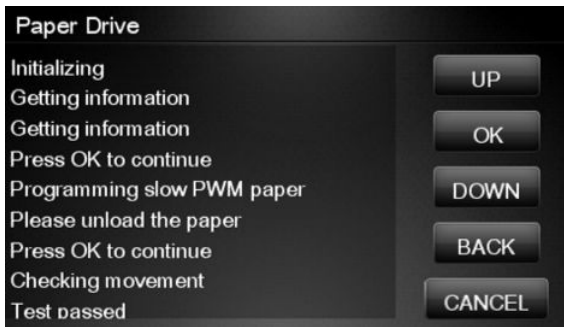 Paper Drive
Initializing
Getting information
Getting information
Press OK to continue
Programming slow PWM paper
Please unload the paper
Press OK to continue
Checking movement
Test passed
UP
OK
DOWN
BACK
CANCEL